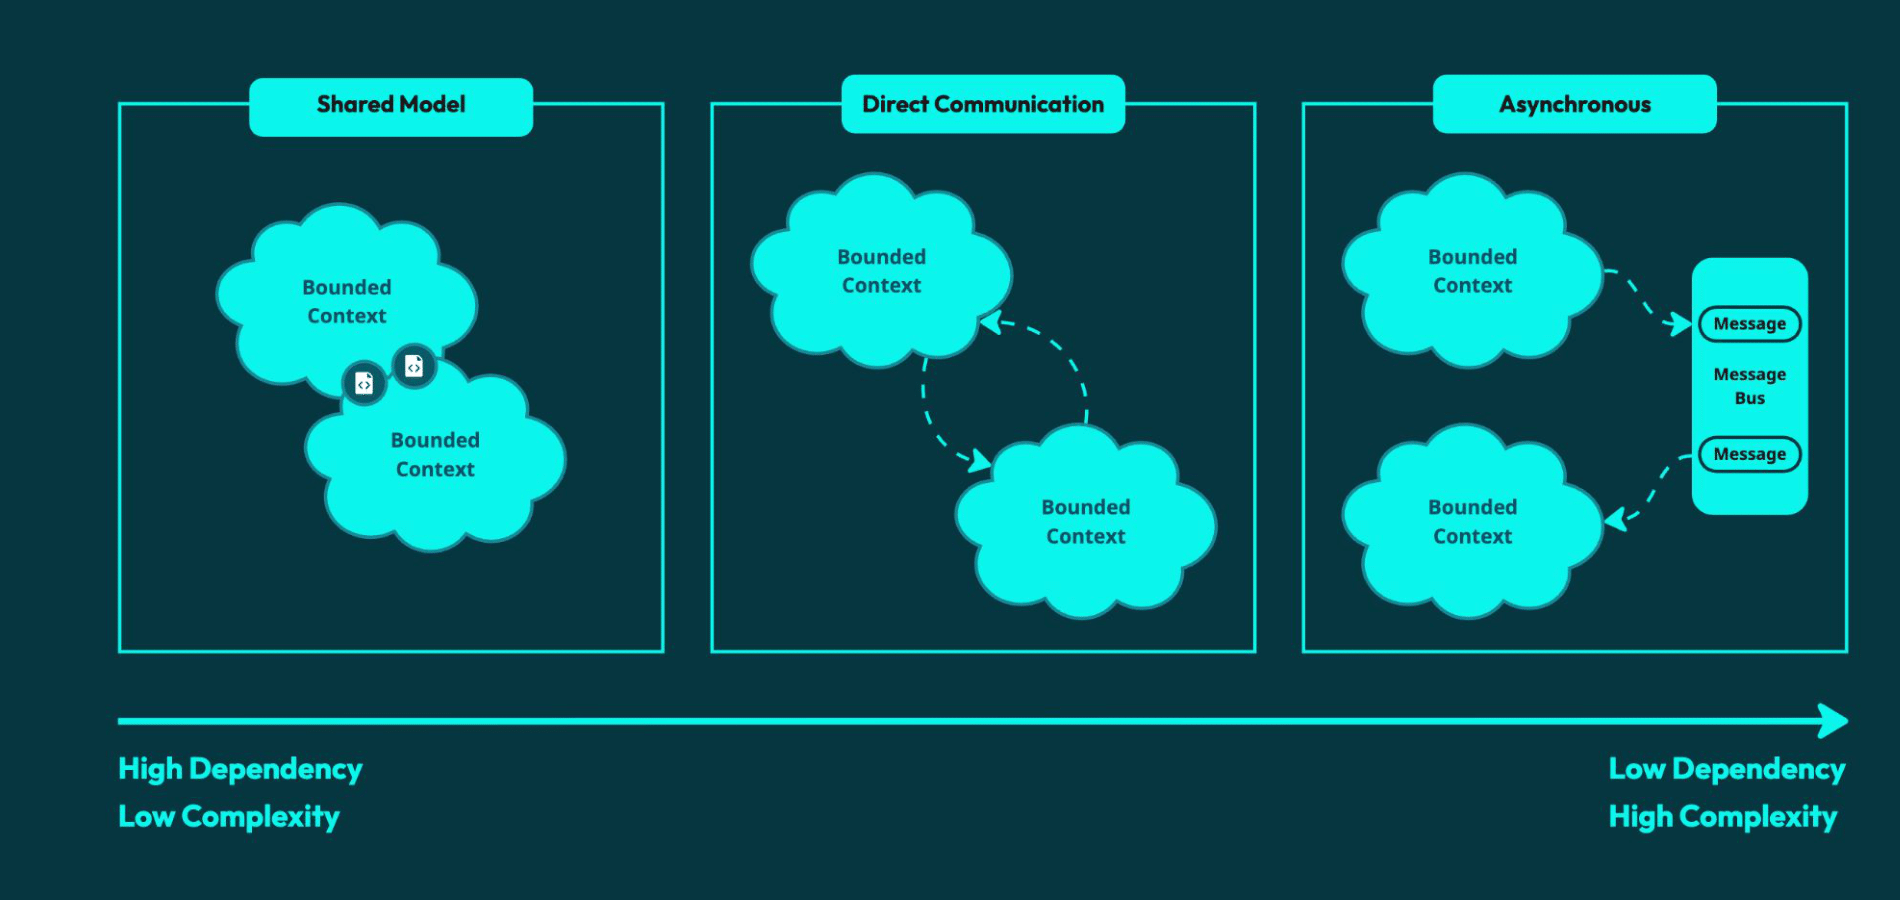 Shared Model
Direct Communication
Asynchronous
Bounded
Context
Bounded
Context
Bounded
Context
Bounded
Context
Bounded
Context
Message
Message
Bus
Message
Bounded
Context
High Dependency
Low Complexity
Low Dependency
High Complexity